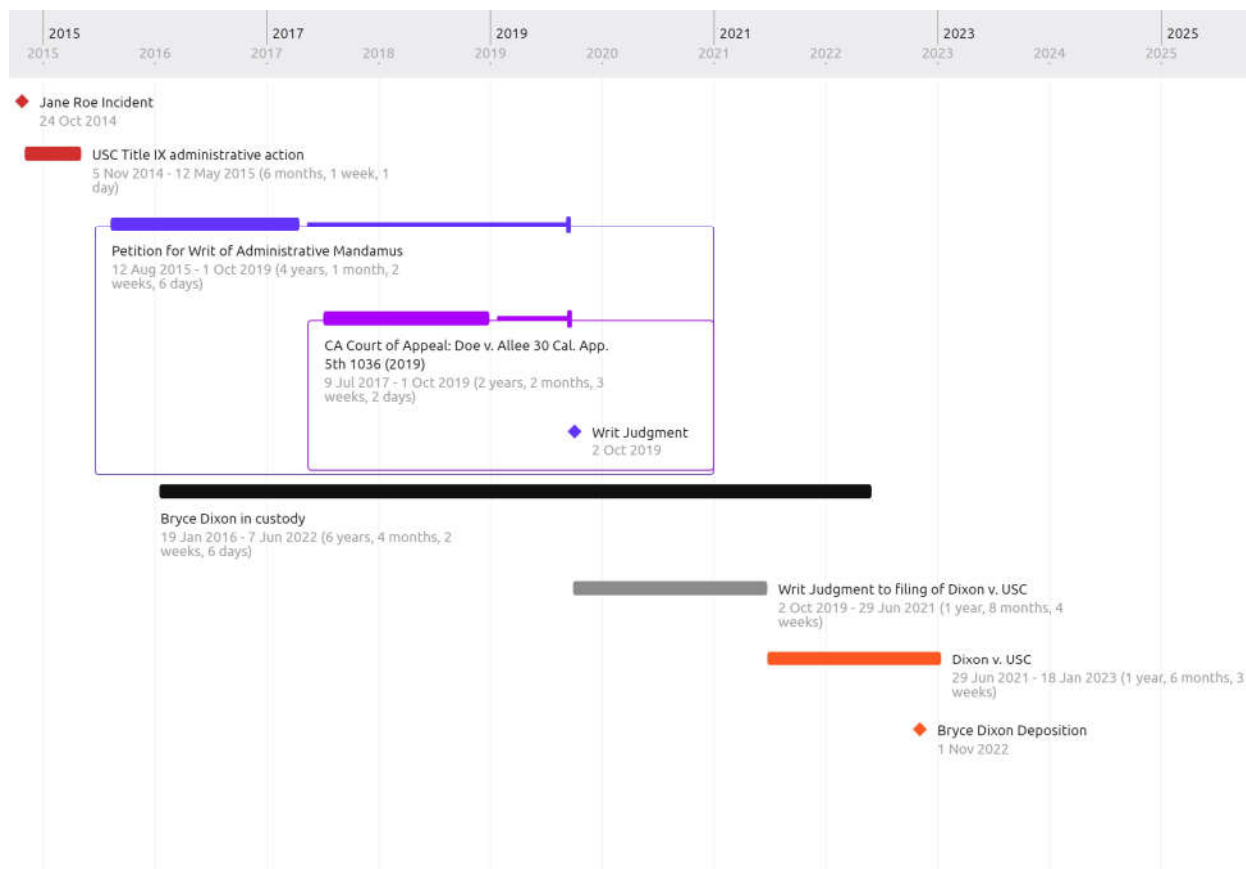 2015 2017 2019 2021 2023 2025
2015 2016 2017 2018 2019 2020 2021 2022 2023 2024 2025
Jane Roe Incident
24 Oct 2014
USC Title IX administrative action
5 Nov 2014 - 12 May 2015 (6 months, 1 week, 1
day)
Petition for Writ of Administrative Mandamus
12 Aug 2015 - 1 Oct 2019 (4 years, 1 month, 2
weeks, 6 days)
CA Court of Appeal: Doe v. Allee 30 Cal. App.
5th 1036 (2019)
9 Jul 2017 - 1 Oct 2019 (2 years, 2 months, 3
weeks, 2 days)
Writ Judgment
2 Oct 2019
Bryce Dixon in custody
19 Jan 2016 - 7 Jun 2022 (6 years, 4 months, 2
weeks, 6 days)
Writ Judgment to filing of Dixon v. USC
2 Oct 2019 - 29 Jun 2021 (1 year, 8 months, 4
weeks)
Dixon v. USC
29 Jun 2021 - 18 Jan 2023 (1 year, 6 months, 3
weeks)
Bryce Dixon Deposition
1 Nov 2022